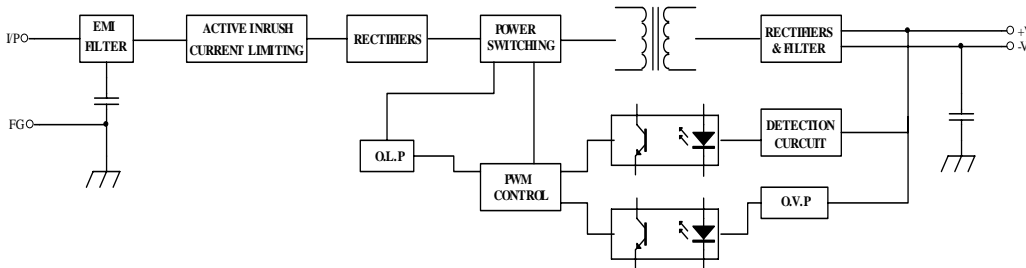 I/P
EMI
FILTER
ACTIVE INRUSH
CURRENT LIMITING
RECTIFIERS
POWER
SWITCHING
RECTIFIERS
& FILTER
+V
-V
FG
O.L.P
PWM
CONTROL
DETECTION
CURCUIT
O.V.P